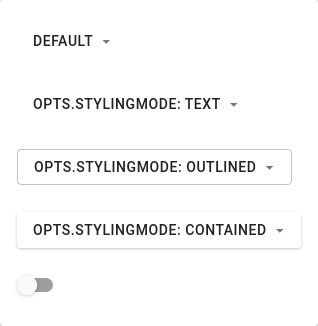 DEFAULT
OPTS.STYLINGMODE: TEXT
OPTS.STYLINGMODE: OUTLINED
OPTS.STYLINGMODE: CONTAINED